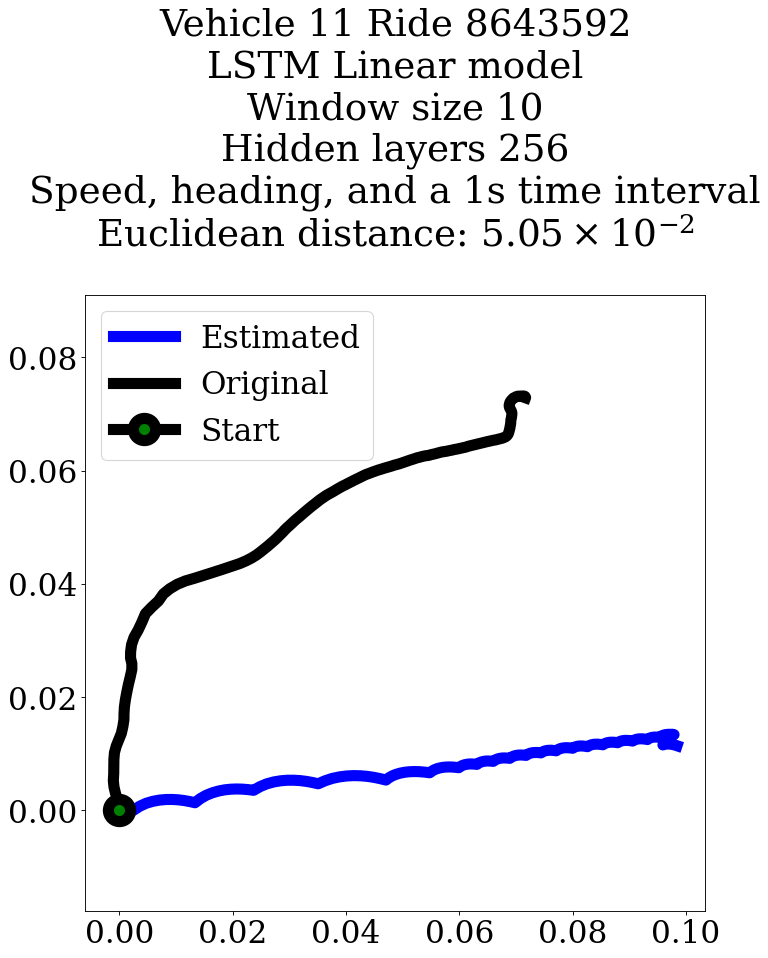 Vehicle 11 Ride 8643592
LSTM Linear model
Window size 10
Hidden layers 256
Speed, heading, and a 1s time interval
Euclidean distance: 5.05 × 10⁻²
Estimated
Original
Start
0.08
0.06
0.04
0.02
0.00
0.00 0.02 0.04 0.06 0.08 0.10